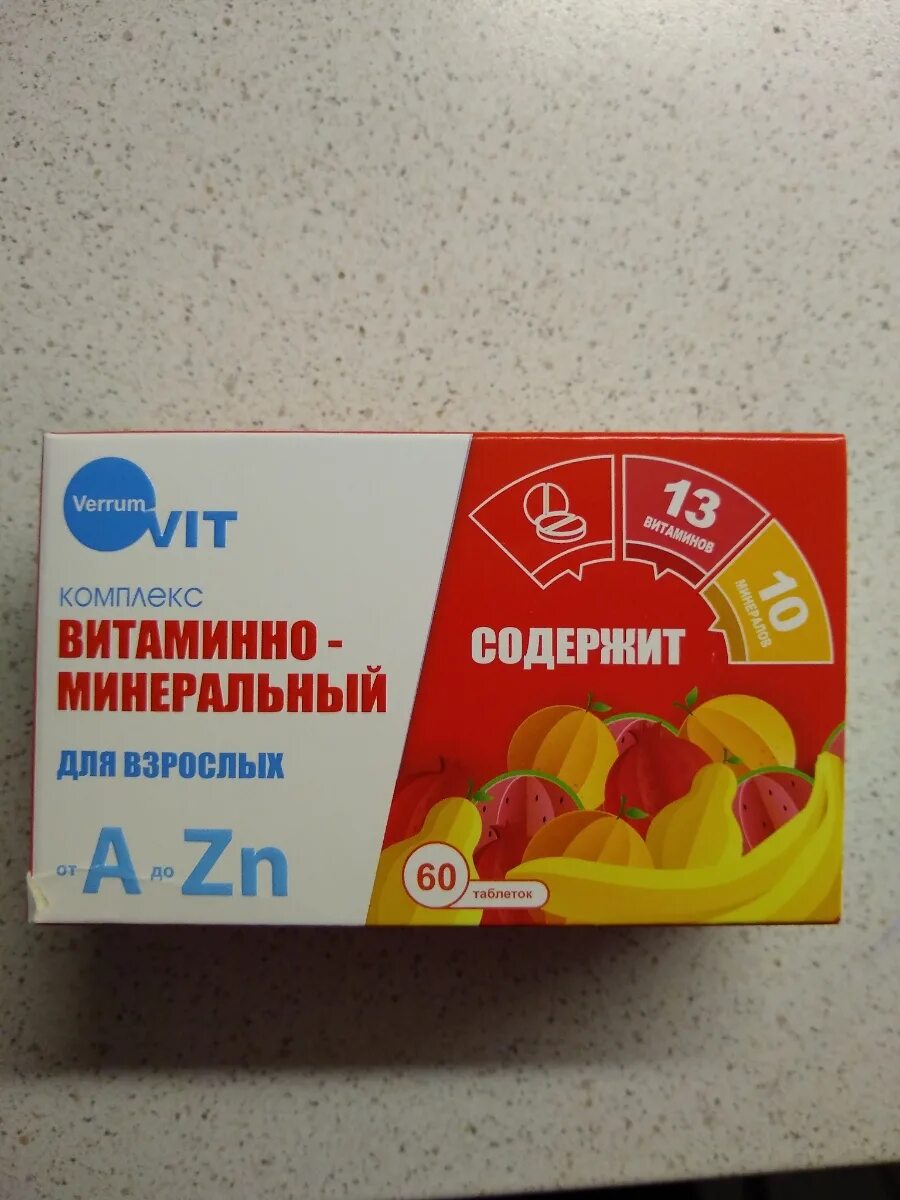 Verrum
VIT
комплекс
ВИТАМИННО -
МИНЕРАЛЬНЫЙ
ДЛЯ ВЗРОСЛЫХ
от А до Zn
13
ВИТАМИНОВ
10
МИНЕРАЛОВ
СОДЕРЖИТ
60
таблеток